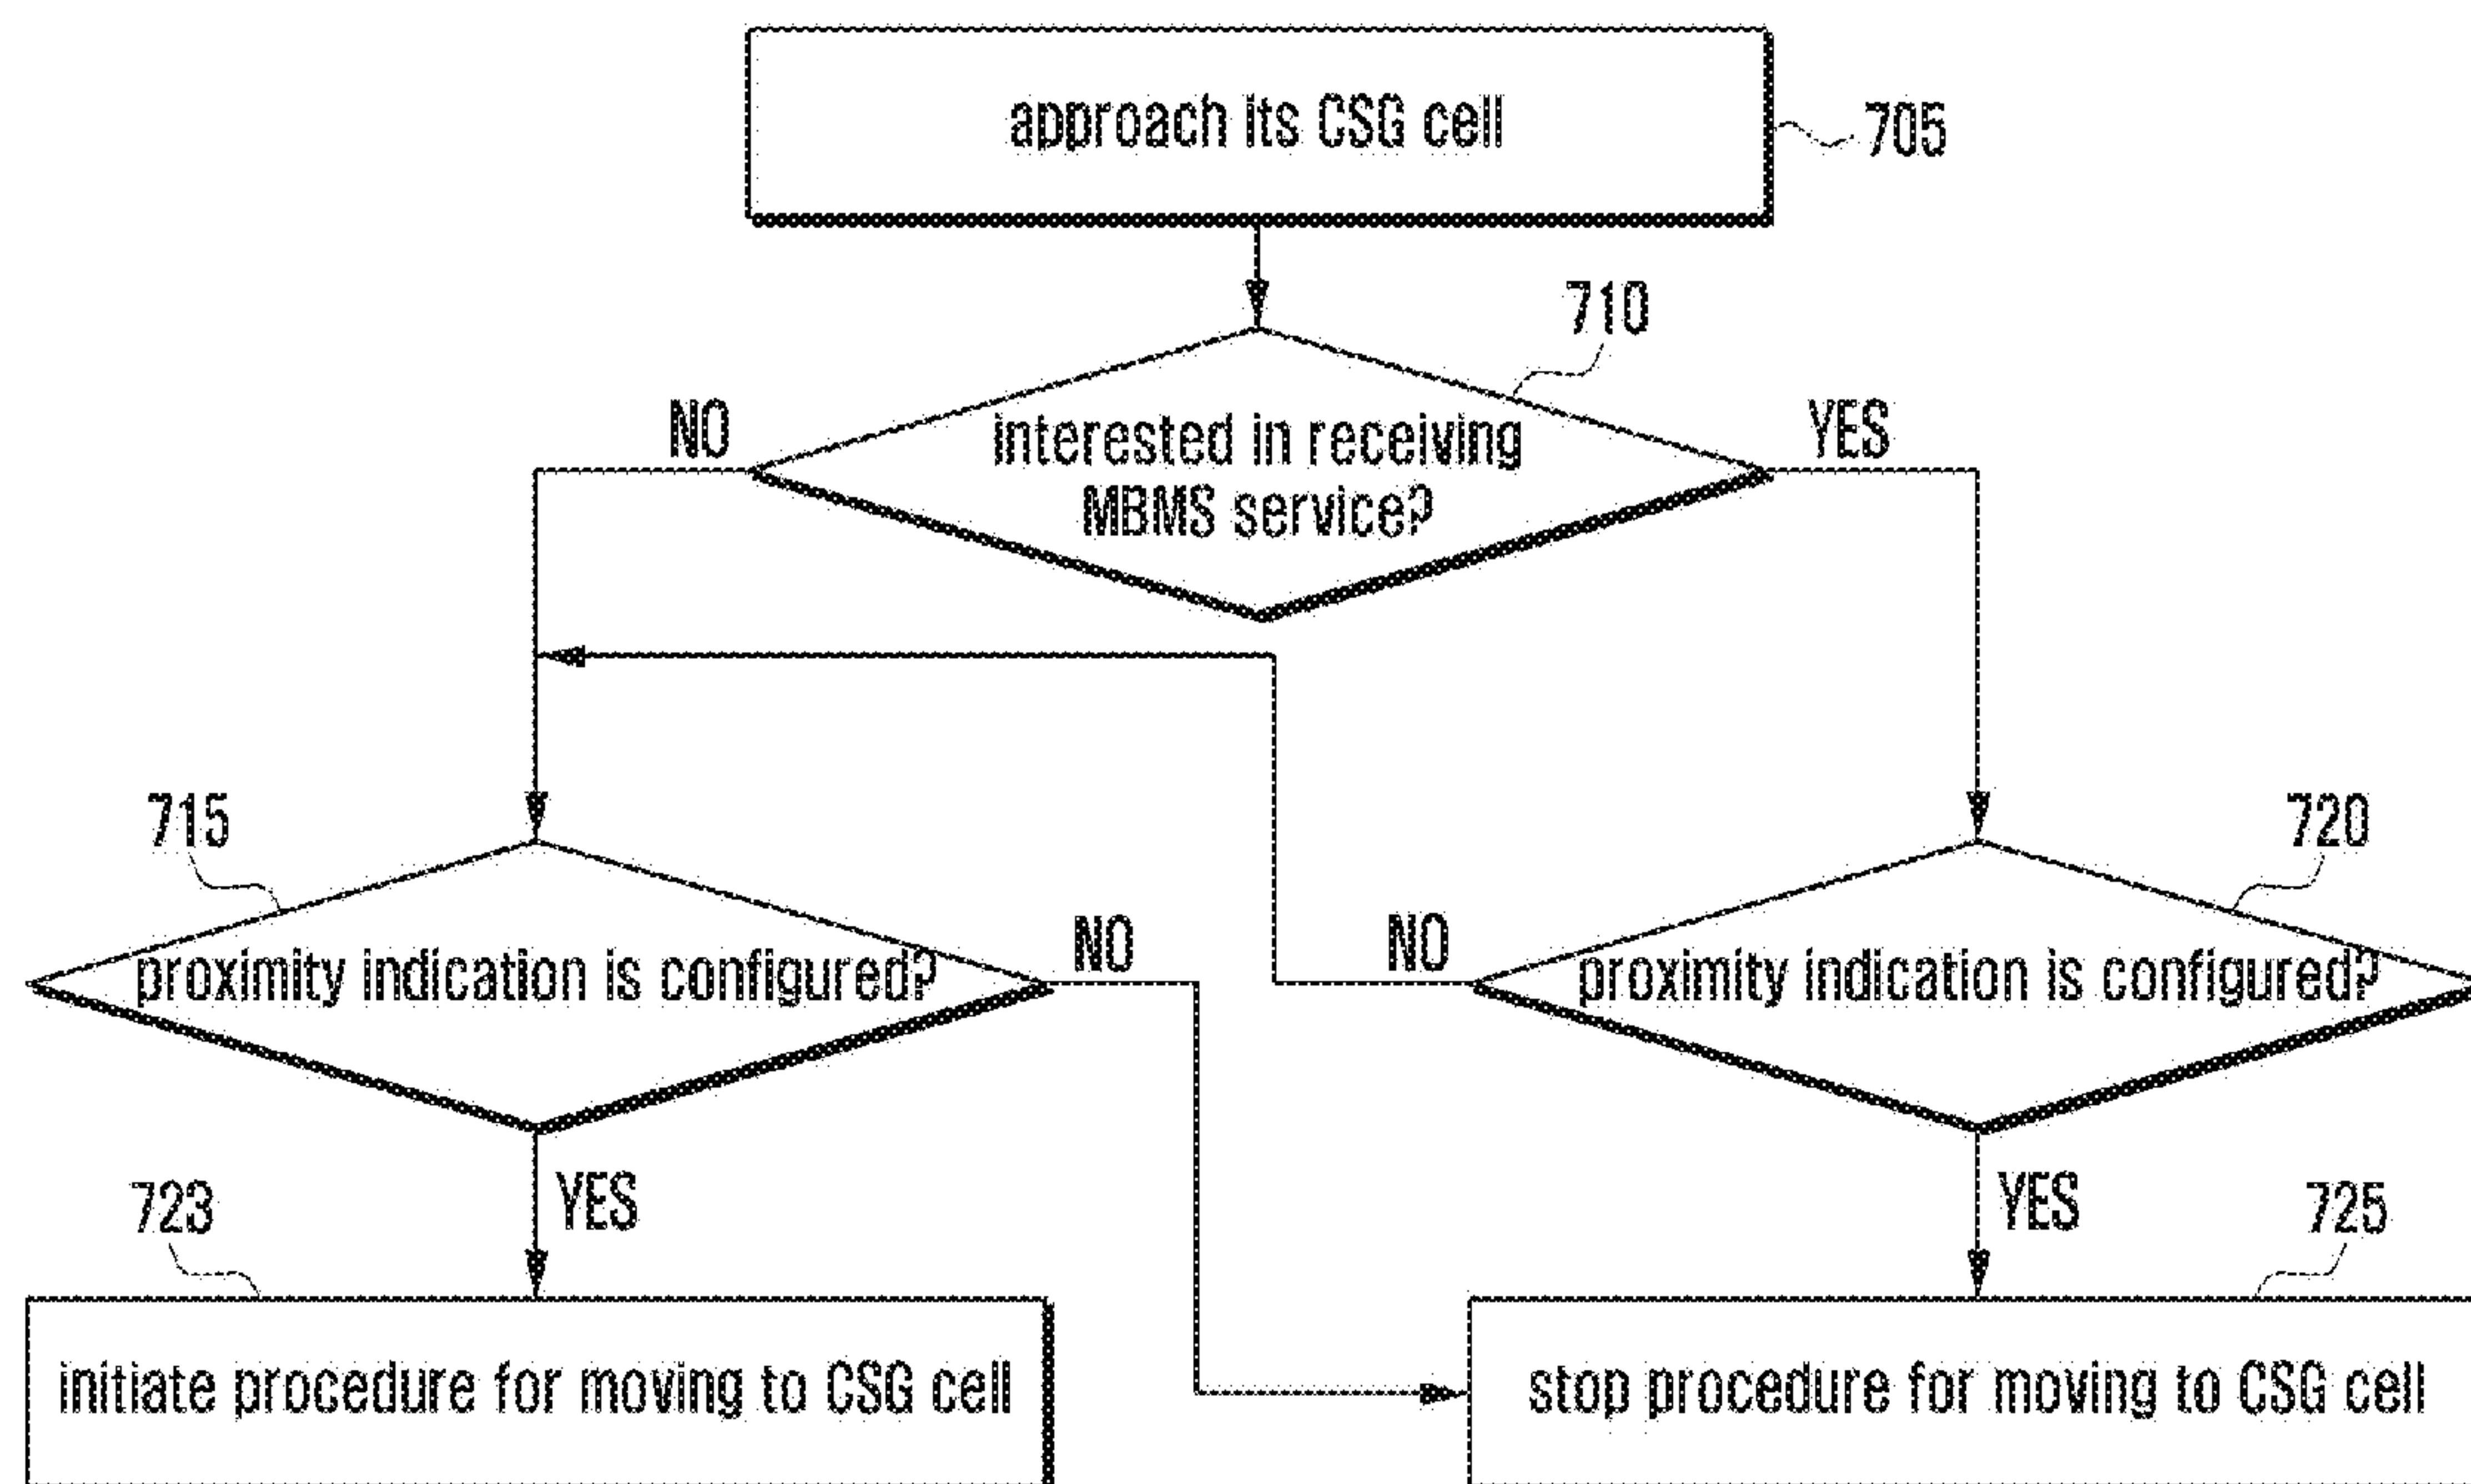 approach its CSG cell
705
710
NO
interested in receiving
MBMS service?
YES
715
720
proximity indication is configured?
NO
NO
proximity indication is configured?
723
YES
YES
725
initiate procedure for moving to CSG cell
stop procedure for moving to CSG cell